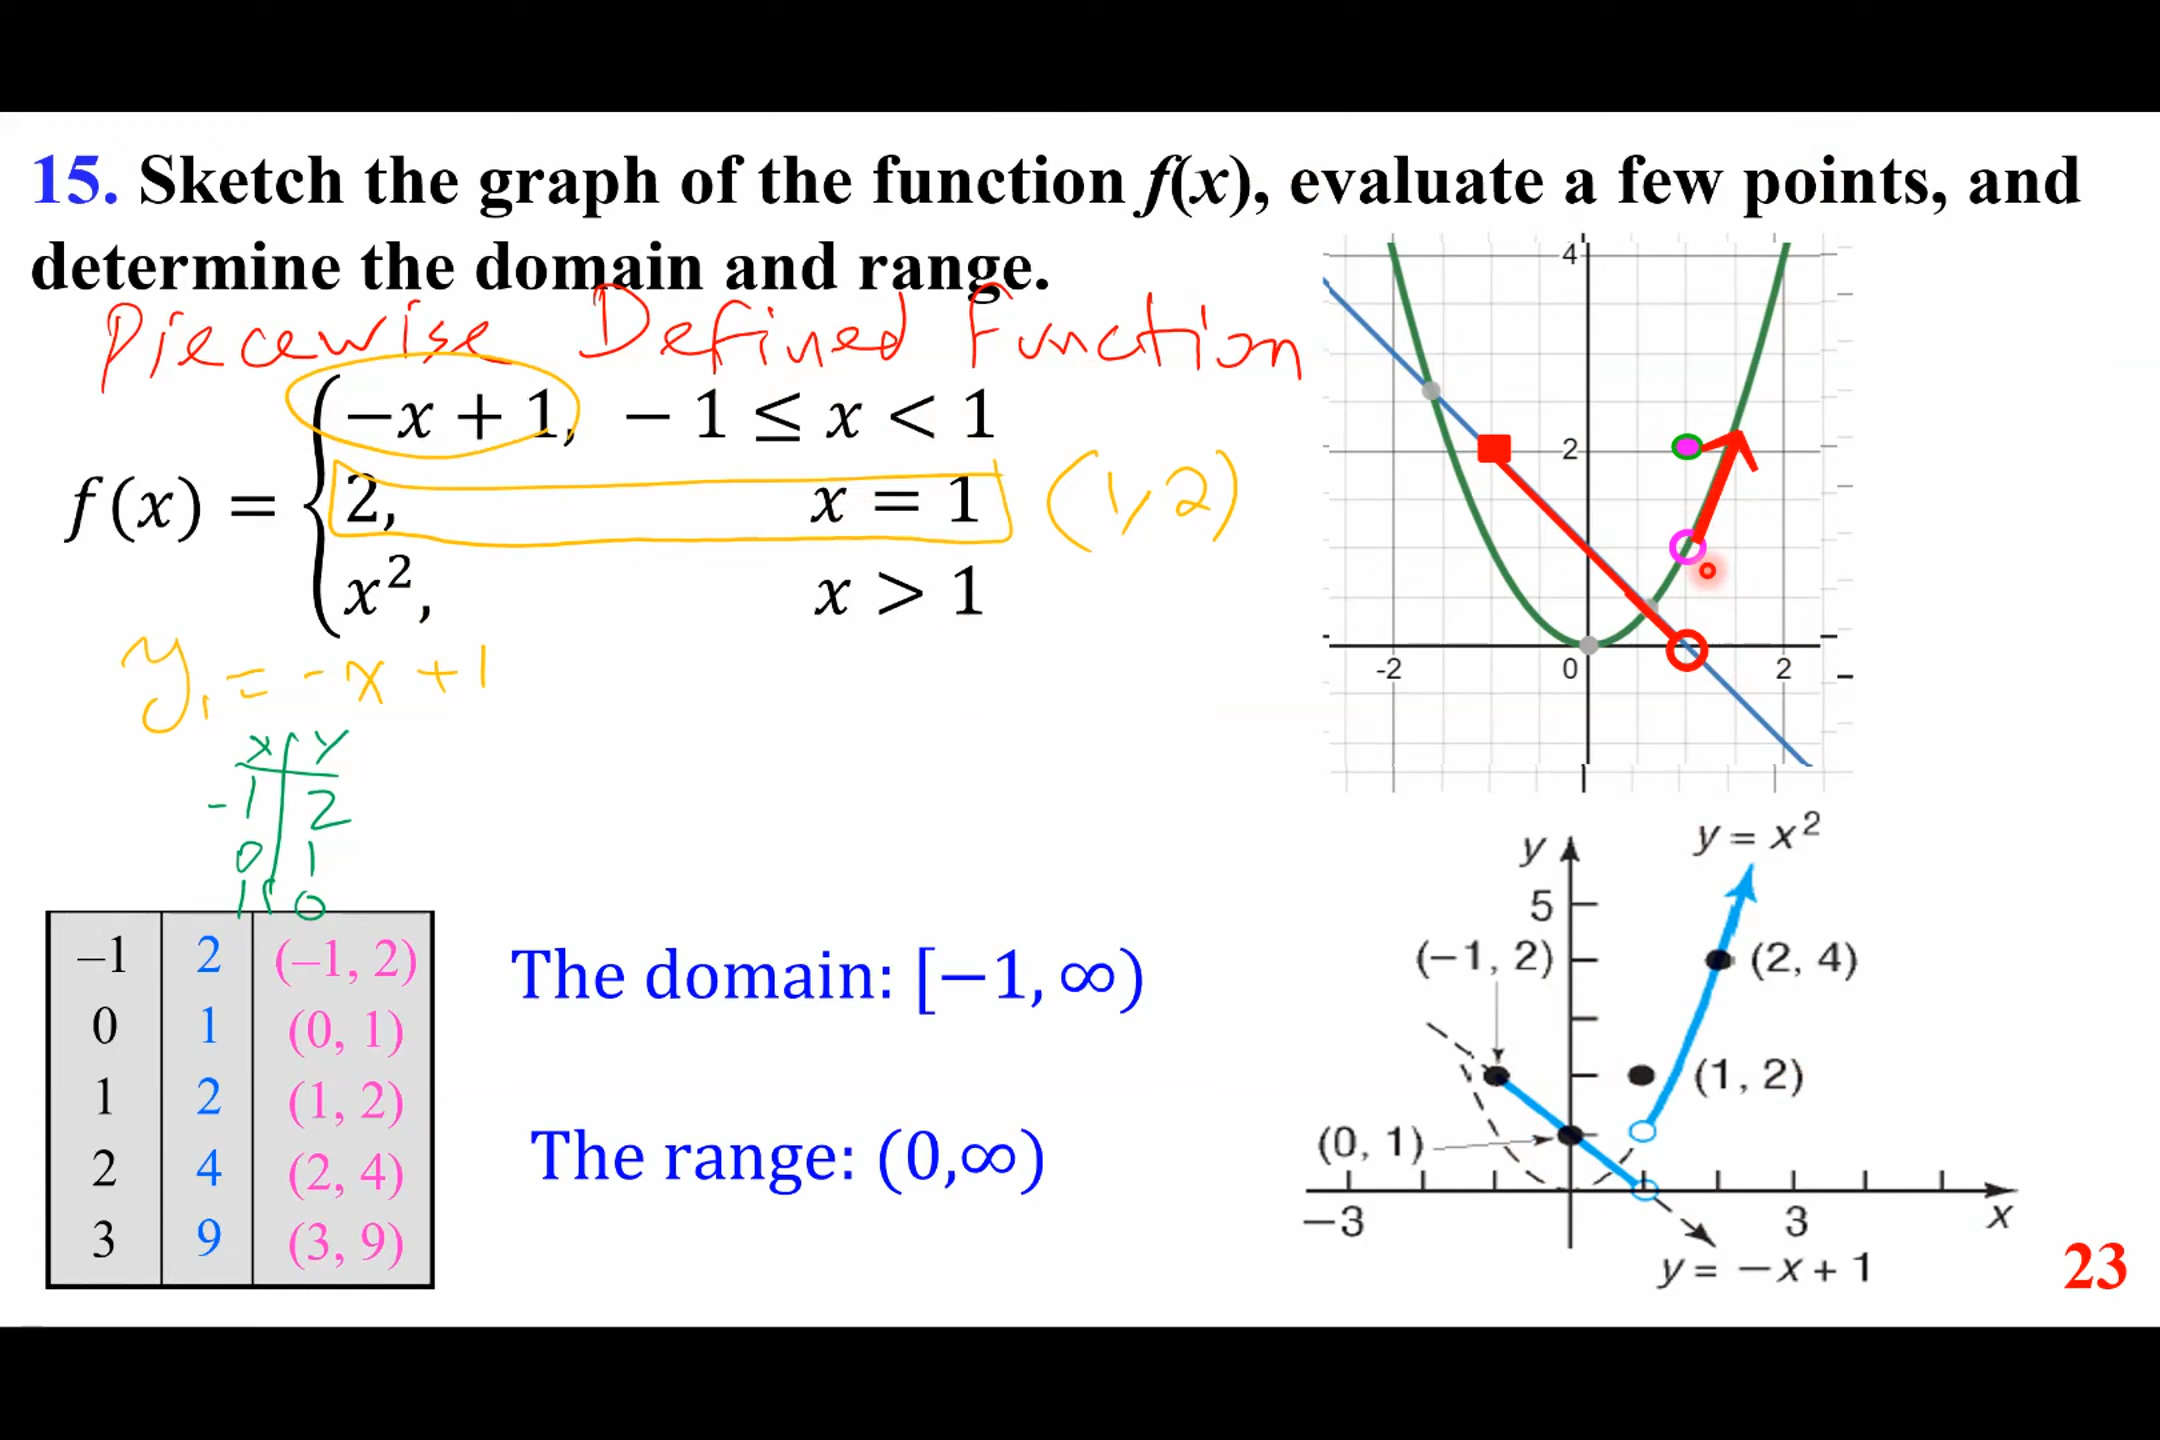 15. Sketch the graph of the function f(x), evaluate a few points, and
determine the domain and range.
Piecewise Defined Function
f(x) = { −x + 1, − 1 ≤ x < 1
2, x = 1 (1,2)
x², x > 1
y₁ = -x + 1
x y
-1 2
0 1
1 0
−1 2 (−1, 2)
0 1 (0, 1)
1 2 (1, 2)
2 4 (2, 4)
3 9 (3, 9)
The domain: [−1, ∞)
The range: (0,∞)
4
2
-2 0 2
y = x²
y
5
(−1, 2) (2, 4)
(1, 2)
(0, 1)
−3 3 x
y = −x + 1
23